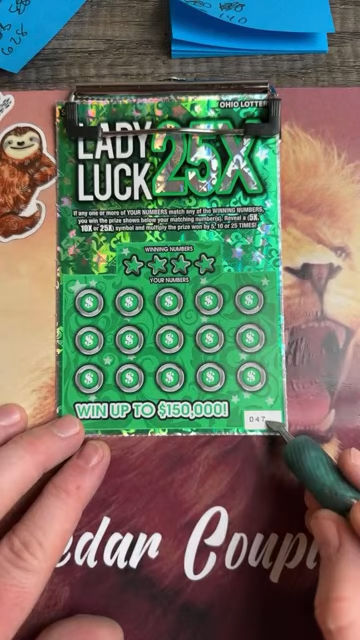 OHIO LOTTER
LADY
LUCK 25X
If any one or more of YOUR NUMBERS match any of the WINNING NUMBERS,
you win the prize shown below your matching number(s). Reveal a (5X,
10X or 25X) symbol and multiply the prize won by 5, 10 or 25 TIMES!
WINNING NUMBERS
YOUR NUMBERS
$ $ $ $ $
$ $ $ $ $
$ $ $ $ $
WIN UP TO $150,000!
047
edar Coupl